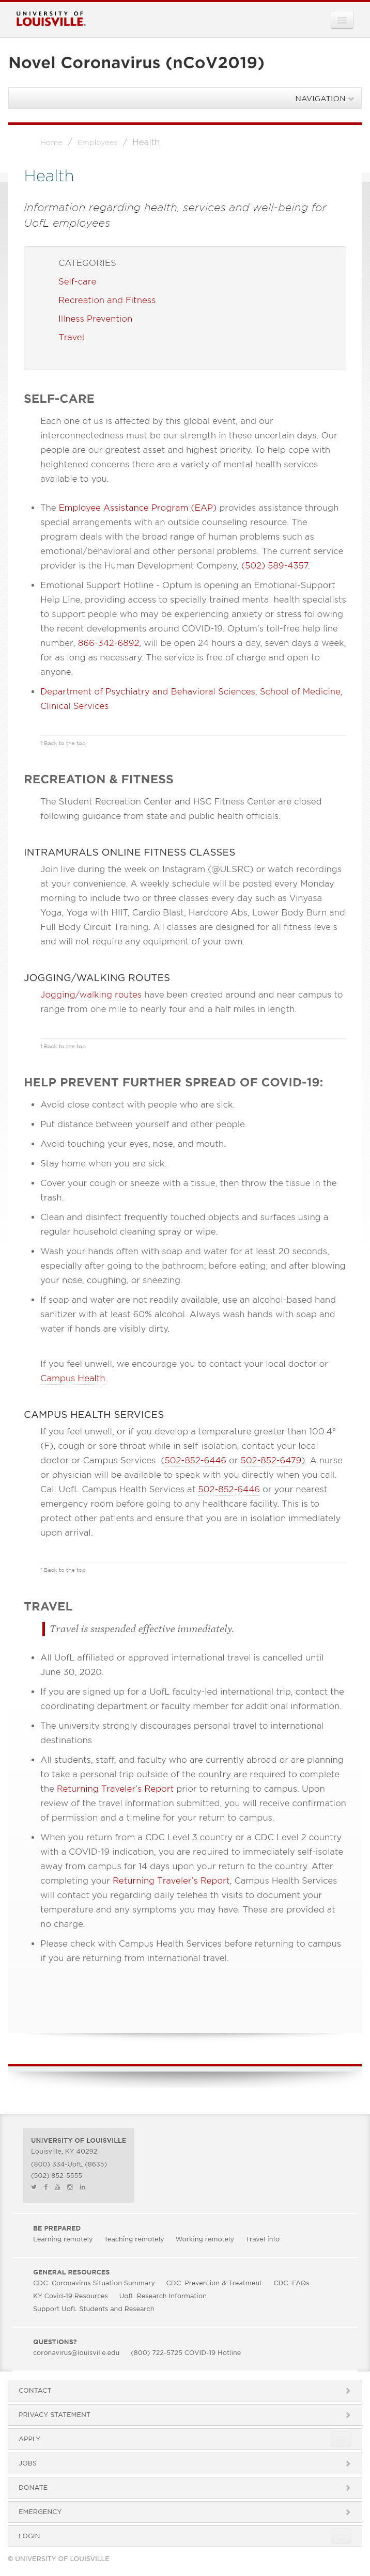 UNIVERSITY OF
LOUISVILLE.
Novel Coronavirus (nCoV2019)
NAVIGATION
Home / Employees / Health
Health
Information regarding health, services and well-being for
UofL employees
CATEGORIES
Self-care
Recreation and Fitness
Illness Prevention
Travel
SELF-CARE
Each one of us is affected by this global event, and our
interconnectedness must be our strength in these uncertain days. Our
people are our greatest asset and highest priority. To help cope with
heightened concerns there are a variety of mental health services
available to you.
• The Employee Assistance Program (EAP) provides assistance through
special arrangements with an outside counseling resource. The
program deals with the broad range of human problems such as
emotional/behavioral and other personal problems. The current service
provider is the Human Development Company, (502) 589-4357.
• Emotional Support Hotline - Optum is opening an Emotional-Support
Help Line, providing access to specially trained mental health specialists
to support people who may be experiencing anxiety or stress following
the recent developments around COVID-19. Optum's toll-free help line
number, 866-342-6892, will be open 24 hours a day, seven days a week,
for as long as necessary. The service is free of charge and open to
anyone.
• Department of Psychiatry and Behavioral Sciences, School of Medicine,
Clinical Services
↑ Back to the top
RECREATION & FITNESS
The Student Recreation Center and HSC Fitness Center are closed
following guidance from state and public health officials.
INTRAMURALS ONLINE FITNESS CLASSES
Join live during the week on Instagram (@ULSRC) or watch recordings
at your convenience. A weekly schedule will be posted every Monday
morning to include two or three classes every day such as Vinyasa
Yoga, Yoga with HIIT, Cardio Blast, Hardcore Abs, Lower Body Burn and
Full Body Circuit Training. All classes are designed for all fitness levels
and will not require any equipment of your own.
JOGGING/WALKING ROUTES
Jogging/walking routes have been created around and near campus to
range from one mile to nearly four and a half miles in length.
↑ Back to the top
HELP PREVENT FURTHER SPREAD OF COVID-19:
• Avoid close contact with people who are sick.
• Put distance between yourself and other people.
• Avoid touching your eyes, nose, and mouth.
• Stay home when you are sick.
• Cover your cough or sneeze with a tissue, then throw the tissue in the
trash.
• Clean and disinfect frequently touched objects and surfaces using a
regular household cleaning spray or wipe.
• Wash your hands often with soap and water for at least 20 seconds,
especially after going to the bathroom; before eating; and after blowing
your nose, coughing, or sneezing.
• If soap and water are not readily available, use an alcohol-based hand
sanitizer with at least 60% alcohol. Always wash hands with soap and
water if hands are visibly dirty.
If you feel unwell, we encourage you to contact your local doctor or
Campus Health.
CAMPUS HEALTH SERVICES
If you feel unwell, or if you develop a temperature greater than 100.4°
(F), cough or sore throat while in self-isolation, contact your local
doctor or Campus Services (502-852-6446 or 502-852-6479). A nurse
or physician will be available to speak with you directly when you call.
Call UofL Campus Health Services at 502-852-6446 or your nearest
emergency room before going to any healthcare facility. This is to
protect other patients and ensure that you are in isolation immediately
upon arrival.
↑ Back to the top
TRAVEL
Travel is suspended effective immediately.
• All UofL affiliated or approved international travel is cancelled until
June 30, 2020.
• If you are signed up for a UofL faculty-led international trip, contact the
coordinating department or faculty member for additional information.
• The university strongly discourages personal travel to international
destinations
• All students, staff, and faculty who are currently abroad or are planning
to take a personal trip outside of the country are required to complete
the Returning Traveler's Report prior to returning to campus. Upon
review of the travel information submitted, you will receive confirmation
of permission and a timeline for your return to campus.
• When you return from a CDC Level 3 country or a CDC Level 2 country
with a COVID-19 indication, you are required to immediately self-isolate
away from campus for 14 days upon your return to the country. After
completing your Returning Traveler's Report, Campus Health Services
will contact you regarding daily telehealth visits to document your
temperature and any symptoms you may have. These are provided at
no charge.
• Please check with Campus Health Services before returning to campus
if you are returning from international travel.
UNIVERSITY OF LOUISVILLE
Louisville, KY 40292
(800) 334-UofL (8635)
(502) 852-5555
BE PREPARED
Learning remotely Teaching remotely Working remotely Travel info
GENERAL RESOURCES
CDC: Coronavirus Situation Summary CDC: Prevention & Treatment CDC: FAQs
KY Covid-19 Resources UofL Research Information
Support UofL Students and Research
QUESTIONS?
coronavirus@louisville.edu (800) 722-5725 COVID-19 Hotline
CONTACT
PRIVACY STATEMENT
APPLY
JOBS
DONATE
EMERGENCY
LOGIN
© UNIVERSITY OF LOUISVILLE